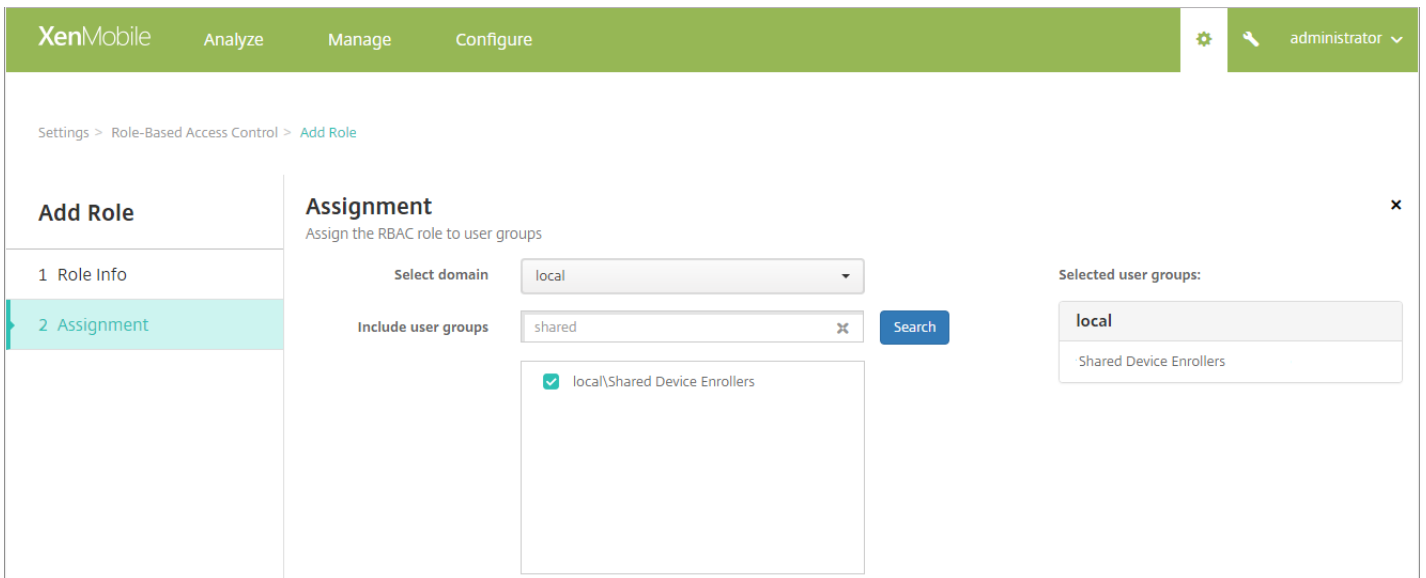 XenMobile Analyze Manage Configure administrator
Settings > Role-Based Access Control > Add Role
Add Role
1 Role Info
2 Assignment
Assignment
Assign the RBAC role to user groups
Select domain local
Include user groups shared Search
local\Shared Device Enrollers
Selected user groups:
local
Shared Device Enrollers